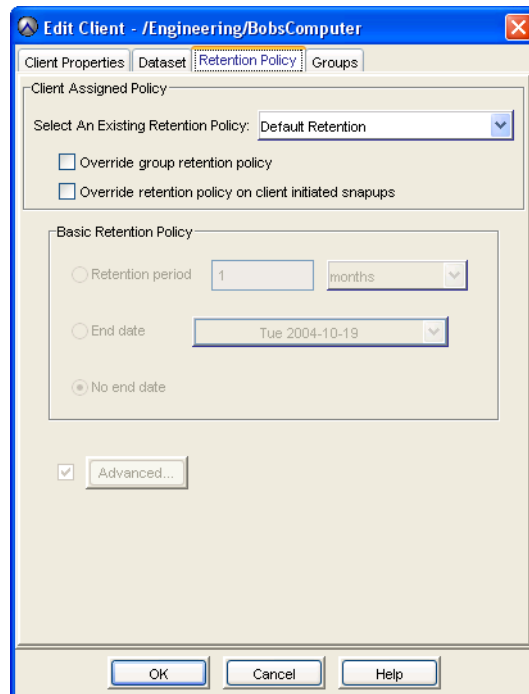 Edit Client - /Engineering/BobsComputer
Client Properties Dataset Retention Policy Groups
Client Assigned Policy
Select An Existing Retention Policy: Default Retention
Override group retention policy
Override retention policy on client initiated snapups
Basic Retention Policy
Retention period 1 months
End date Tue 2004-10-19
No end date
Advanced...
OK Cancel Help